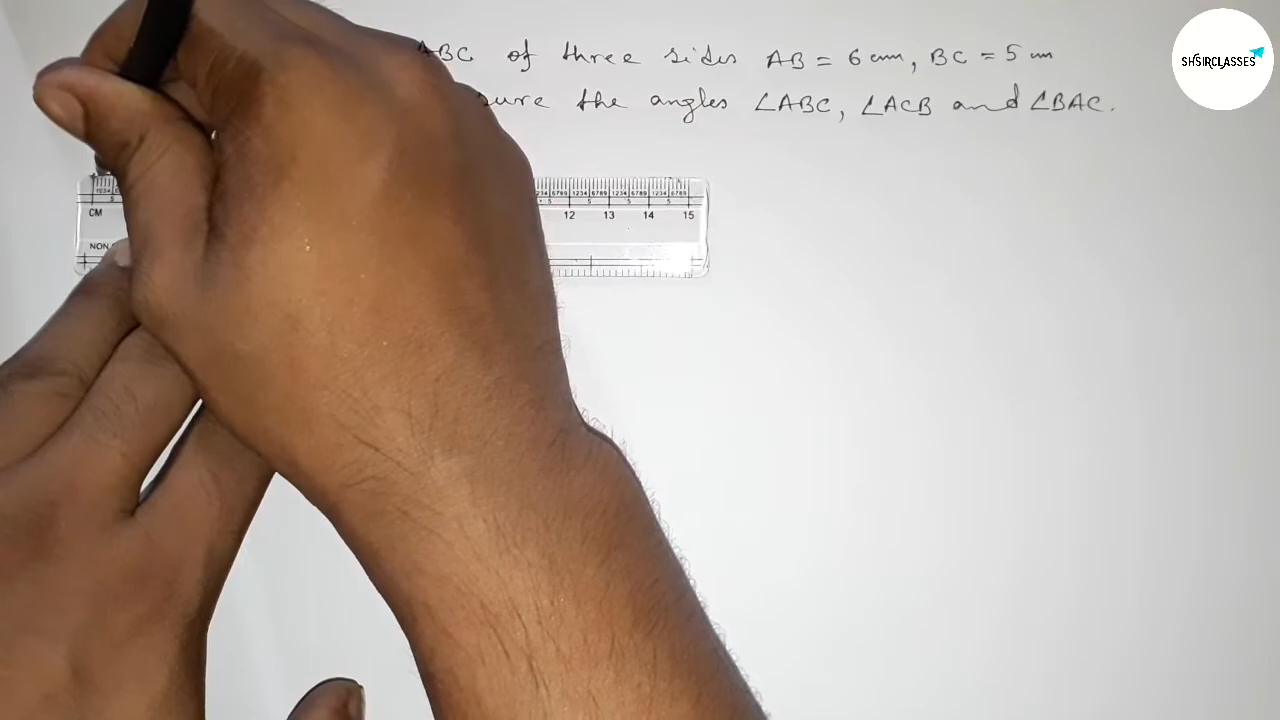 ABC of three sides AB = 6 cm, BC = 5 cm
sure the angles ∠ABC, ∠ACB and ∠BAC.
SHSIRCLASSES
CM 12 13 14 15
NON